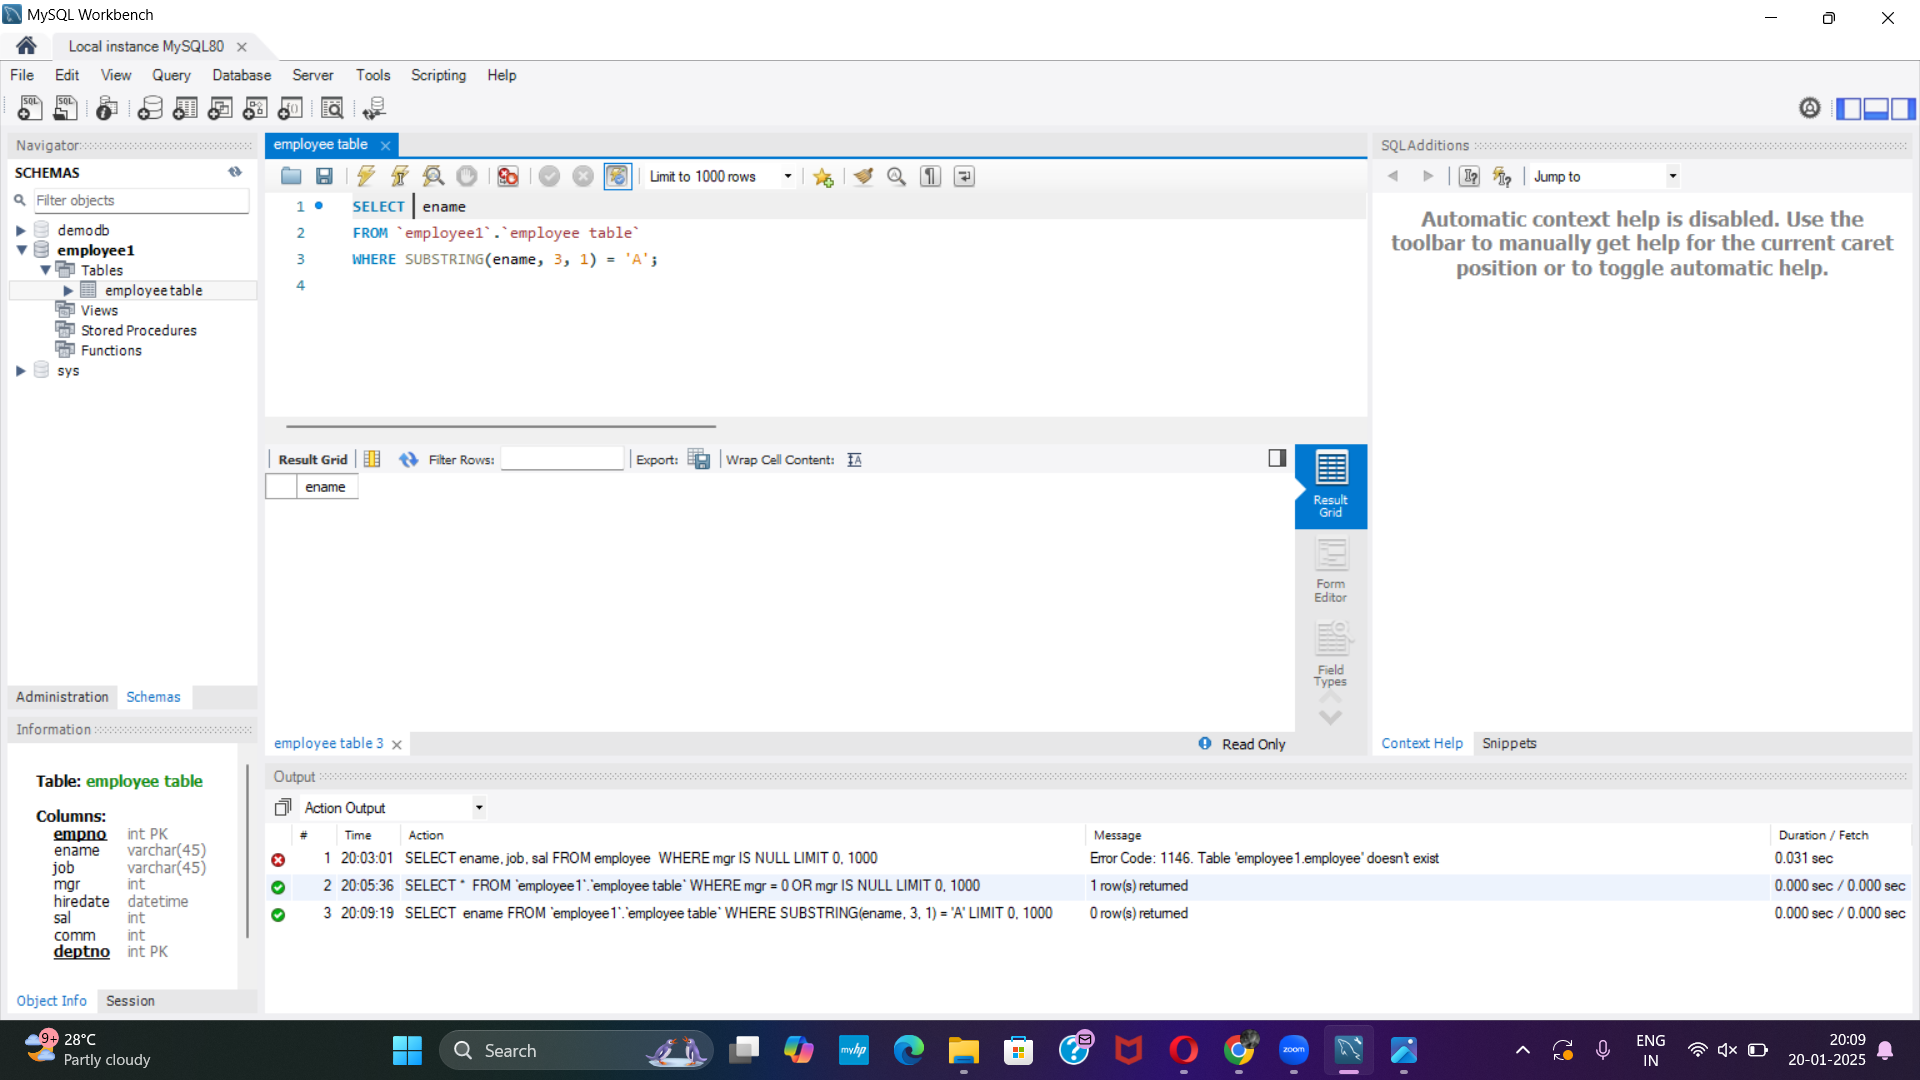 MySQL Workbench
Local instance MySQL80
File Edit View Query Database Server Tools Scripting Help
Navigator
SCHEMAS
Filter objects
demodb
employee1
Tables
employee table
Views
Stored Procedures
Functions
sys
Administration Schemas
Information
Table: employee table
Columns:
empno int PK
ename varchar(45)
job varchar(45)
mgr int
hiredate datetime
sal int
comm int
deptno int PK
Object Info Session
employee table
Limit to 1000 rows
1 SELECT ename
2 FROM `employee1`.`employee table`
3 WHERE SUBSTRING(ename, 3, 1) = 'A';
4
Result Grid Filter Rows: Export: Wrap Cell Content:
ename
Result Grid
Form Editor
Field Types
employee table 3 Read Only
SQLAdditions
Jump to
Automatic context help is disabled. Use the
toolbar to manually get help for the current caret
position or to toggle automatic help.
Context Help Snippets
Output
Action Output
# Time Action Message Duration / Fetch
1 20:03:01 SELECT ename, job, sal FROM employee WHERE mgr IS NULL LIMIT 0, 1000 Error Code: 1146. Table 'employee1.employee' doesn't exist 0.031 sec
2 20:05:36 SELECT * FROM `employee1`.`employee table` WHERE mgr = 0 OR mgr IS NULL LIMIT 0, 1000 1 row(s) returned 0.000 sec / 0.000 sec
3 20:09:19 SELECT ename FROM `employee1`.`employee table` WHERE SUBSTRING(ename, 3, 1) = 'A' LIMIT 0, 1000 0 row(s) returned 0.000 sec / 0.000 sec
9+ 28°C
Partly cloudy
Search
myhp
zoom
ENG
IN
20:09
20-01-2025